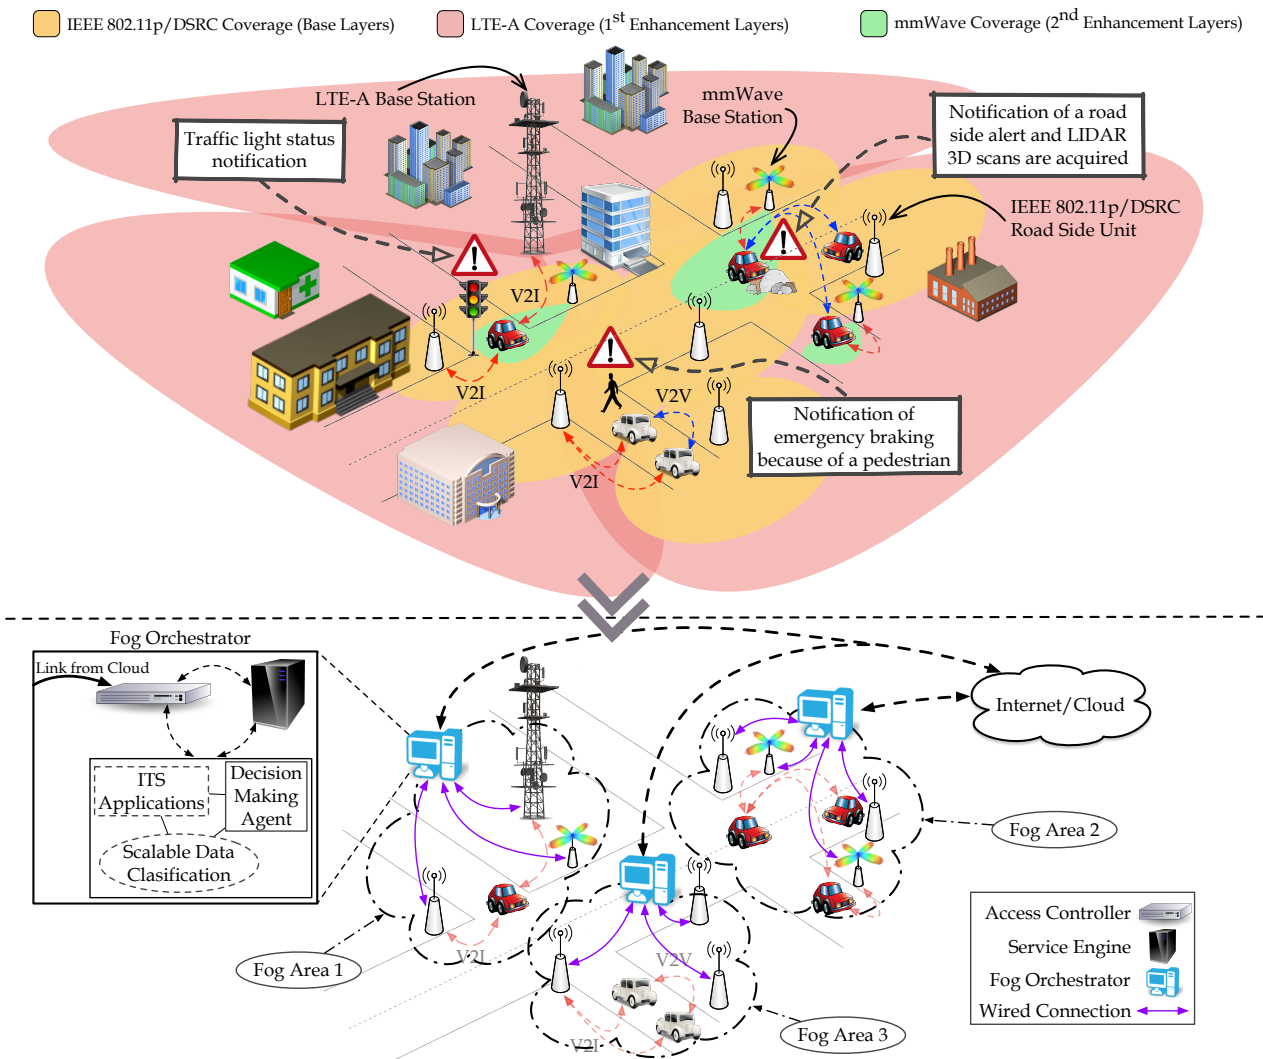 IEEE 802.11p/DSRC Coverage (Base Layers)
LTE-A Coverage (1st Enhancement Layers)
mmWave Coverage (2nd Enhancement Layers)
LTE-A Base Station
mmWave
Base Station
Notification of a road
side alert and LIDAR
3D scans are acquired
Traffic light status
notification
IEEE 802.11p/DSRC
Road Side Unit
V2I
V2I
V2V
Notification of
emergency braking
because of a pedestrian
V2I
Fog Orchestrator
Link from Cloud
ITS
Applications
Decision
Making
Agent
Scalable Data
Clasification
Internet/Cloud
Fog Area 2
Fog Area 1
V2I
V2V
V2I
Fog Area 3
Access Controller
Service Engine
Fog Orchestrator
Wired Connection